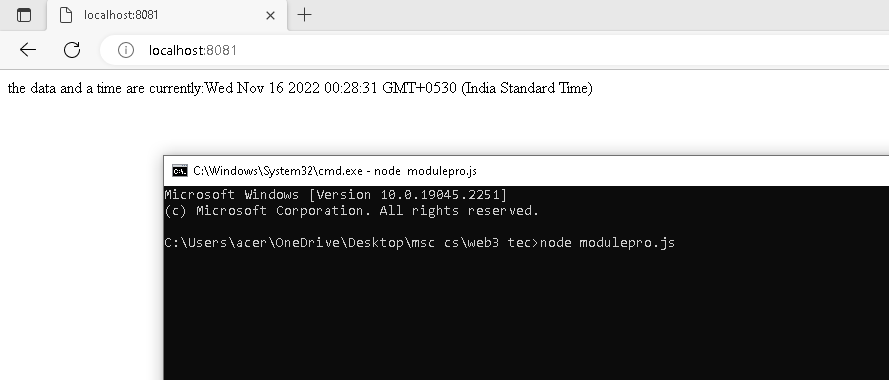 localhost:8081
localhost:8081
the data and a time are currently:Wed Nov 16 2022 00:28:31 GMT+0530 (India Standard Time)
C:\Windows\System32\cmd.exe - node  modulepro.js
Microsoft Windows [Version 10.0.19045.2251]
(c) Microsoft Corporation. All rights reserved.
C:\Users\acer\OneDrive\Desktop\msc cs\web3 tec>node modulepro.js